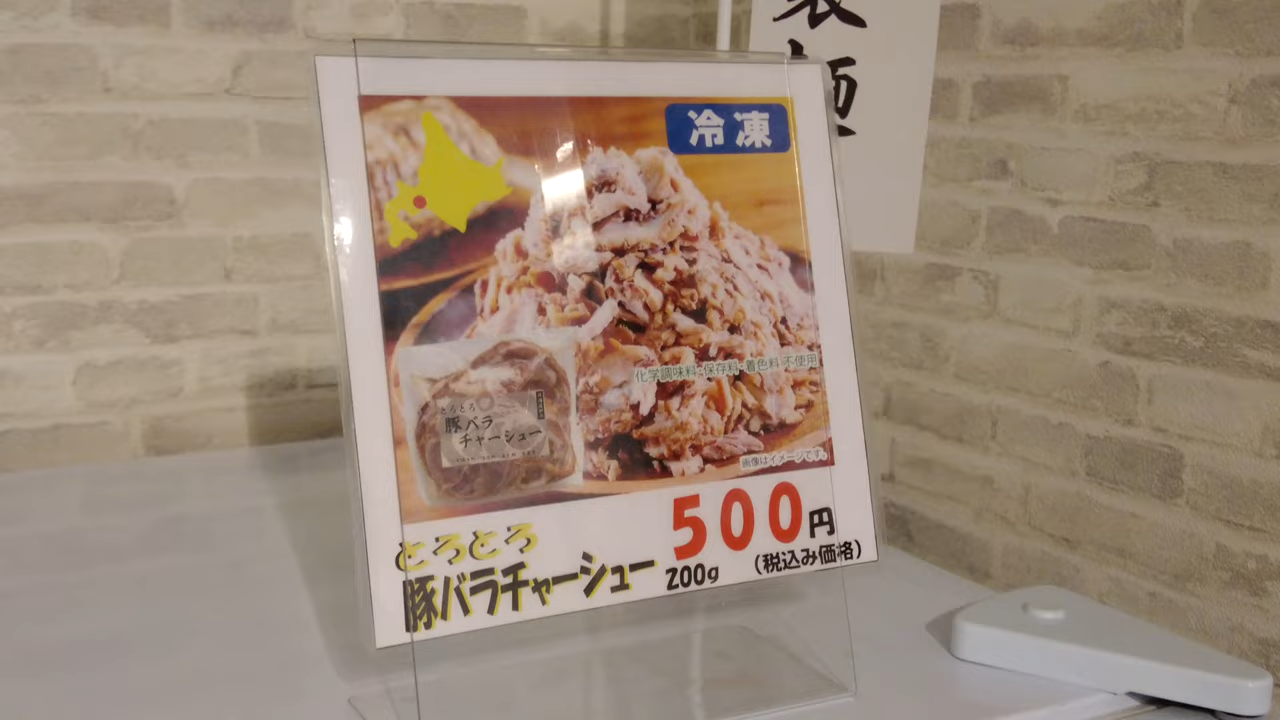 製麺
冷凍
化学調味料・保存料・着色料 不使用
とろとろ
豚バラ
チャーシュー
画像はイメージです。
とろとろ
豚バラチャーシュー
500円
200g
(税込み価格)